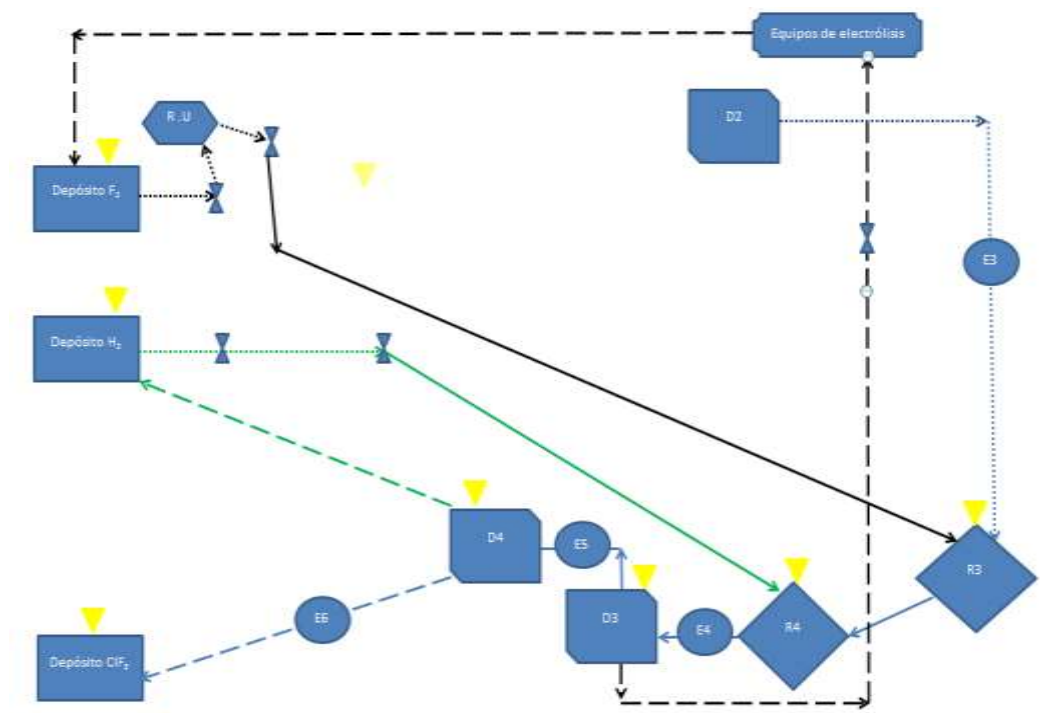 Equipos de electrólisis
R .U
D2
Depósito F₂
E3
Depósito H₂
D4
E5
R3
D3
E4
R4
E6
Depósito ClF₃